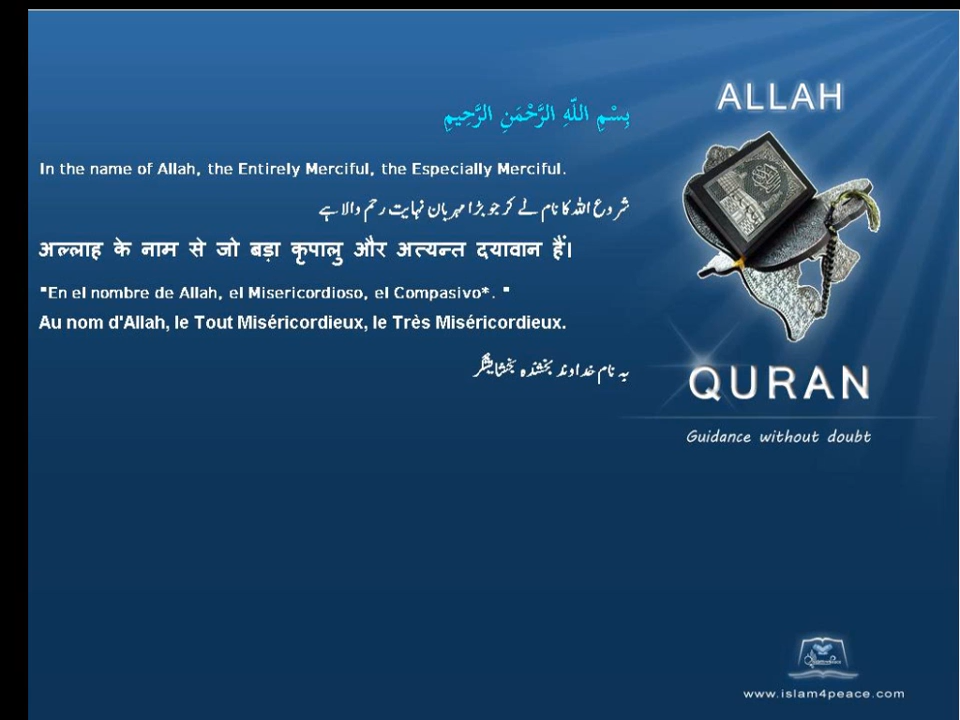 بِسْمِ اللّهِ الرَّحْمَنِ الرَّحِيمِ
In the name of Allah, the Entirely Merciful, the Especially Merciful.
شروع الله کا نام لے کر جو بڑا مہربان نہایت رحم والا ہے
अल्लाह के नाम से जो बड़ा कृपालु और अत्यन्त दयावान हैं।
"En el nombre de Allah, el Misericordioso, el Compasivo*. "
Au nom d'Allah, le Tout Miséricordieux, le Très Miséricordieux.
به نام خداوند بخشنده بخشایشگر
ALLAH
QURAN
Guidance without doubt
www.islam4peace.com